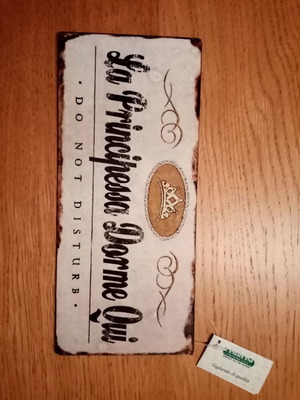 La Principessa Dorme Qui
· DO NOT DISTURB ·